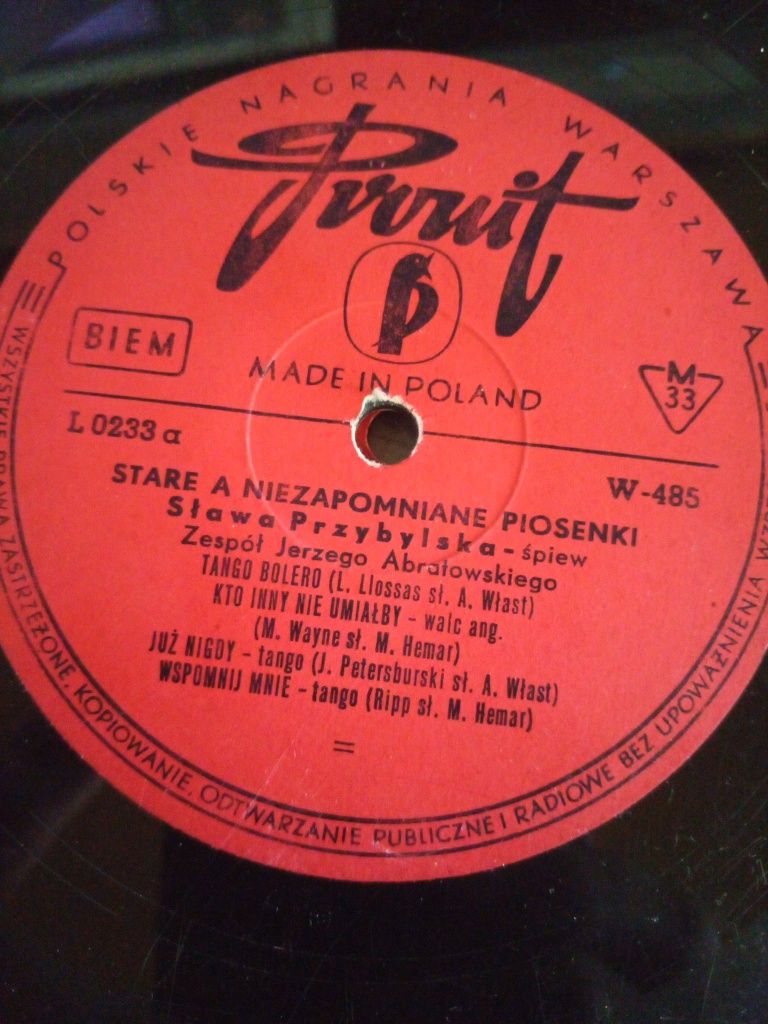 POLSKIE NAGRANIA WARSZAWA
Pronit
BIEM
MADE IN POLAND
M
33
L 0233 a
W-485
STARE A NIEZAPOMNIANE PIOSENKI
Sława Przybylska - śpiew
Zespół Jerzego Abratowskiego
TANGO BOLERO (L. Llossas sł. A. Włast)
KTO INNY NIE UMIAŁBY - walc ang.
(M. Wayne sł. M. Hemar)
JUŻ NIGDY - tango (J. Petersburski sł. A. Włast)
WSPOMNIJ MNIE - tango (Ripp sł. M. Hemar)
=
WSZYSTKIE PRAWA ZASTRZEŻONE, KOPIOWANIE, ODTWARZANIE PUBLICZNE I RADIOWE BEZ UPOWAŻNIENIA